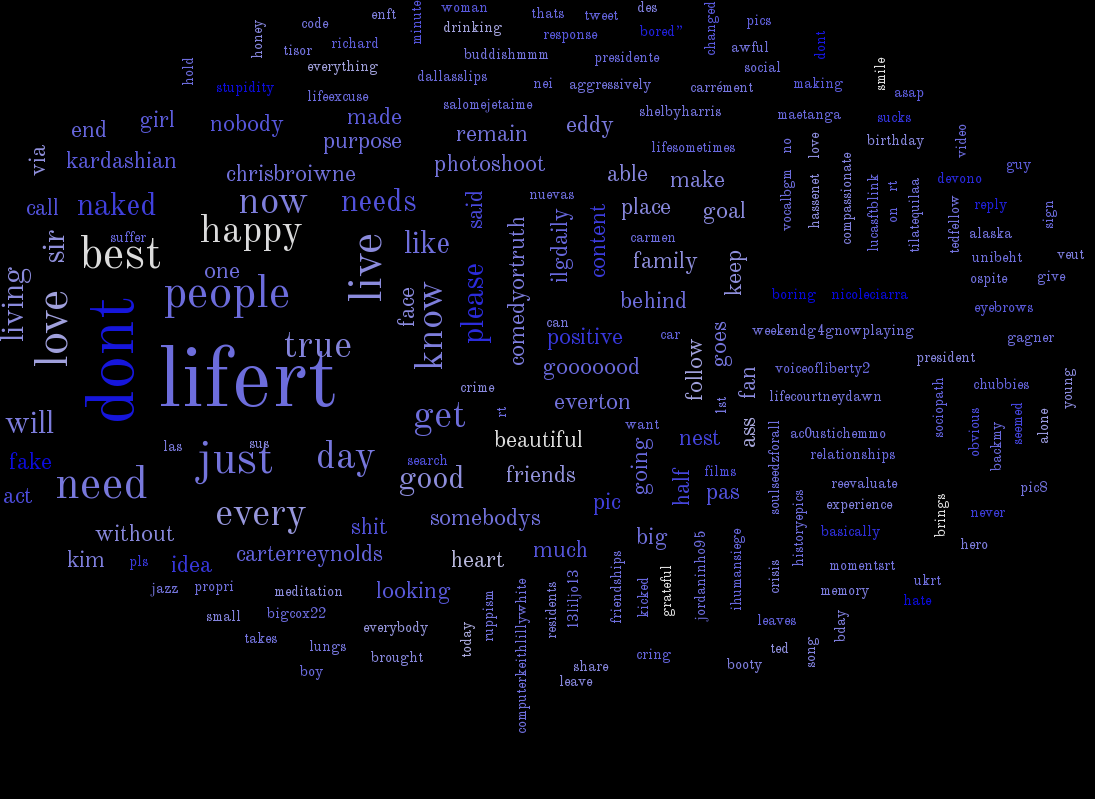 woman
thats
tweet
des
enft
minute
changed
pics
honey
code
drinking
response
bored"
dont
tisor
richard
buddishmmm
presidente
awful
social
everything
hold
stupidity
lifeexcuse
dallasslips
nei
aggressively
carrément
making
smile
asap
salomejetaime
shelbyharris
maetanga
sucks
girl
end
nobody
made
purpose
remain
eddy
lifesometimes
no
love
birthday
video
via
kardashian
chrisbroiwne
photoshoot
able
make
guy
devono
call
naked
now
needs
said
nuevas
place
goal
vocalbgm
hassenet
compassionate
lucasftblink
on
rt
tilatequilaa
tedfellow
reply
sign
alaska
sir
suffer
best
happy
live
like
ilgdaily
content
carmen
family
keep
unibeht
veut
ospite
give
living
love
dont
one
people
face
know
please
comedyortruth
behind
boring
nicoleciarra
eyebrows
true
lifert
can
positive
car
follow
goes
weekendg4gnowplaying
gagner
gooooood
president
crime
voiceofliberty2
fan
chubbies
young
will
get
rt
everton
1st
lifecourtneydawn
sociopath
obvious
seemed
backmy
alone
las
sus
just
day
beautiful
want
nest
ass
ac0ustichemmo
relationships
fake
search
going
films
soulseedzforall
act
need
good
friends
half
pas
reevaluate
pic8
pic
experience
historyepics
brings
never
every
shit
somebodys
big
basically
without
hero
kim
pls
idea
carterreynolds
heart
much
momentsrt
jazz
propri
meditation
looking
friendships
kicked
grateful
jordaninho95
ihumansiege
crisis
memory
ukrt
hate
small
bigcox22
ruppism
computerkeithlillywhite
residents
13liljo13
leaves
bday
takes
everybody
today
lungs
brought
cring
ted
song
boy
share
booty
leave